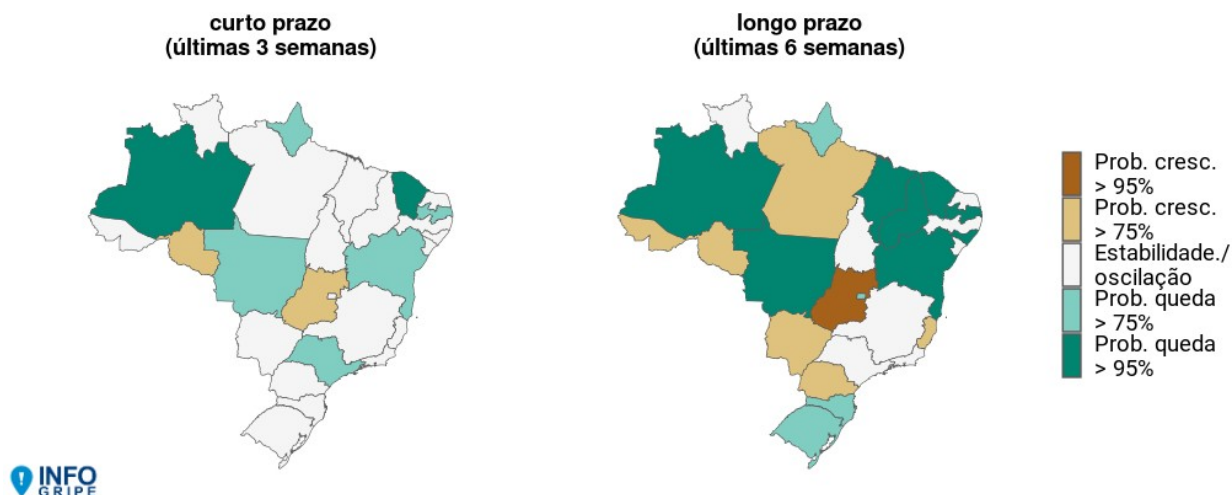 curto prazo
(últimas 3 semanas)
longo prazo
(últimas 6 semanas)
Prob. cresc.
> 95%
Prob. cresc.
> 75%
Estabilidade./
oscilação
Prob. queda
> 75%
Prob. queda
> 95%
INFO
GRIPE